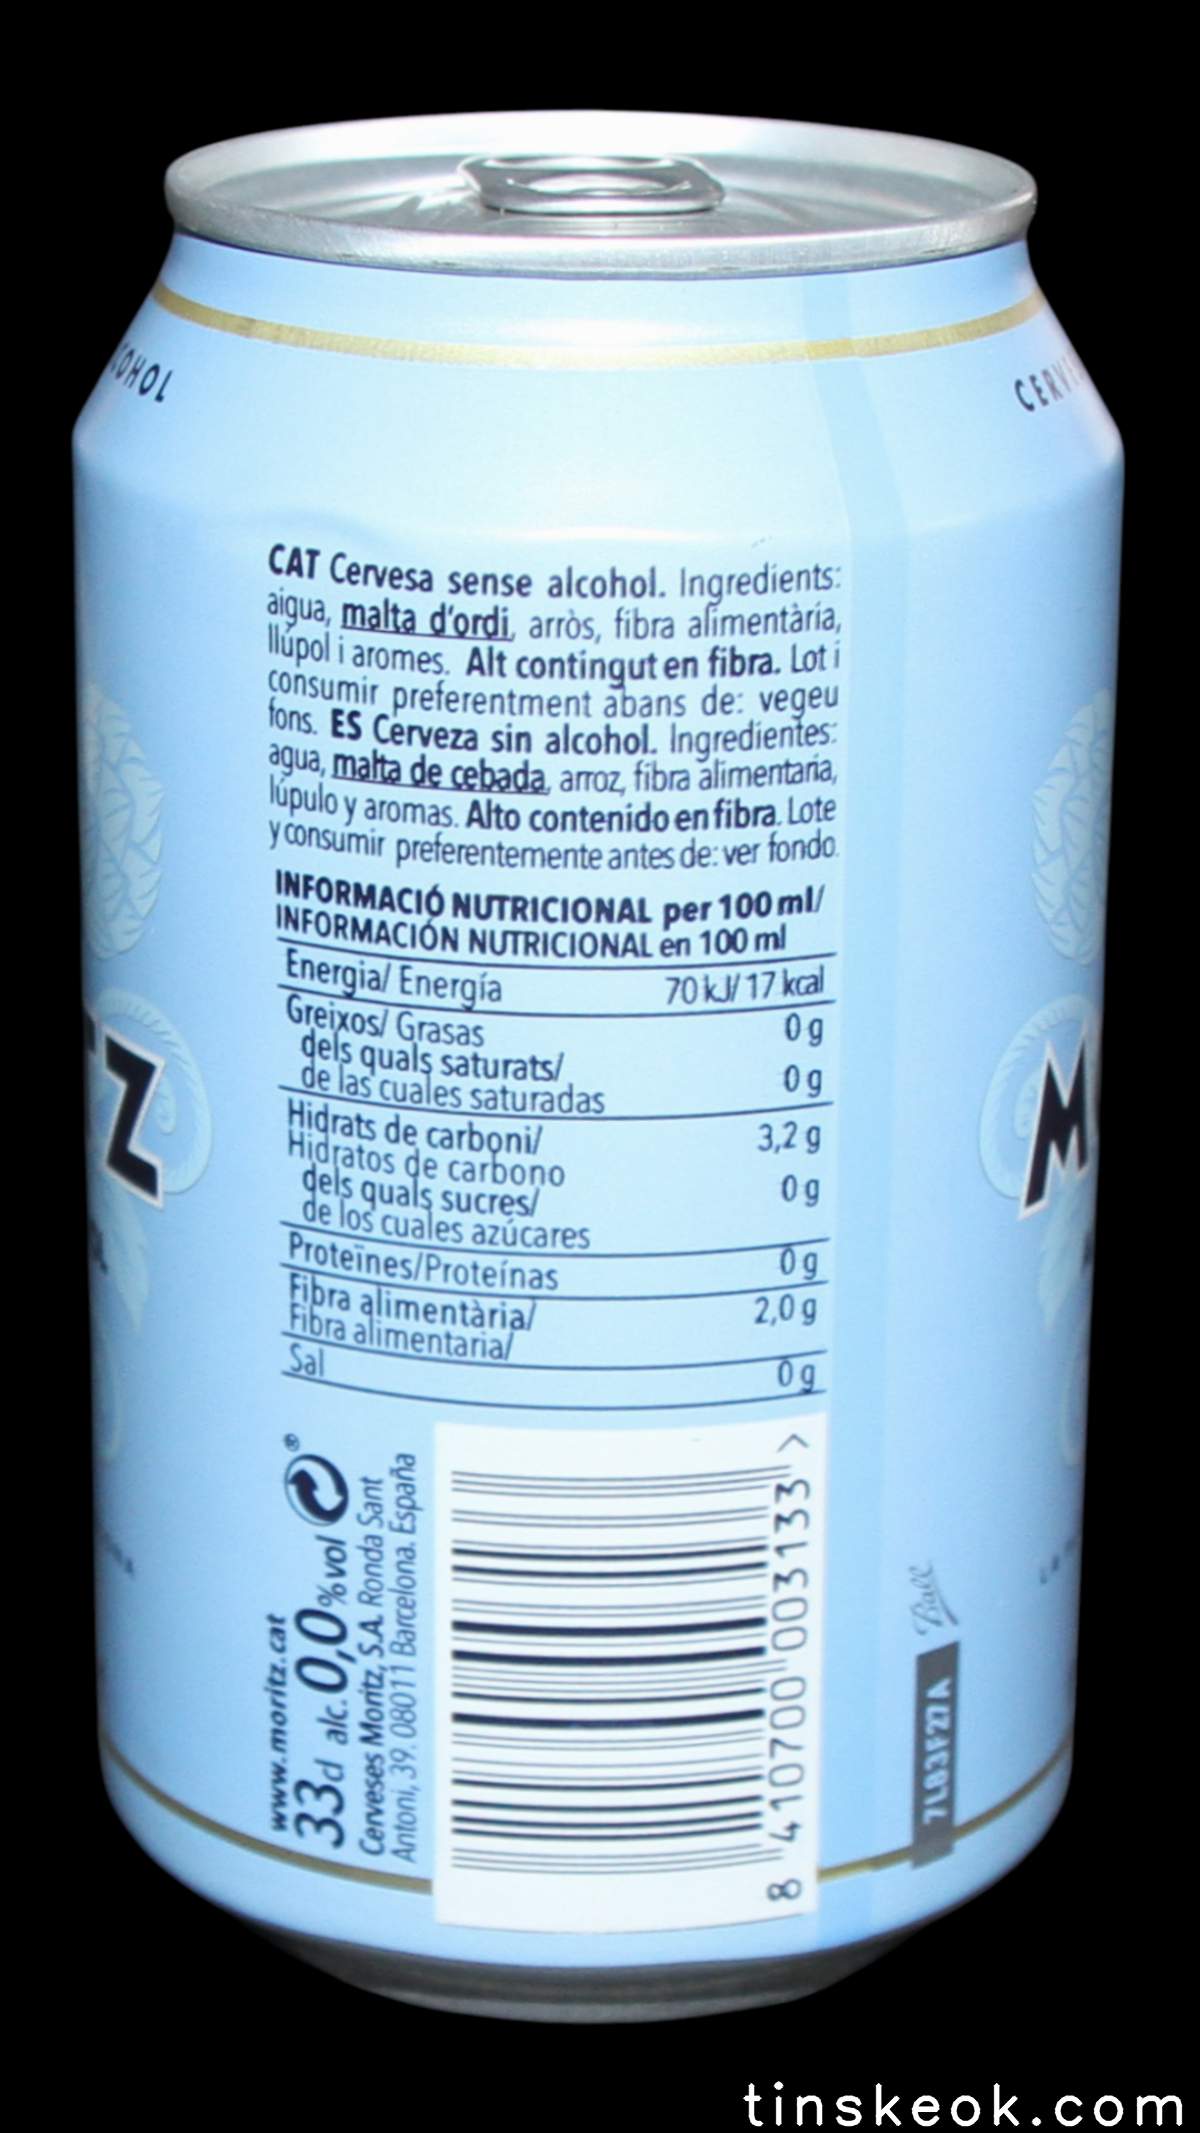 COHOL
CERVE
CAT Cervesa sense alcohol. Ingredients:
aigua, malta d'ordi, arròs, fibra alimentària,
llúpol i aromes. Alt contingut en fibra. Lot i
consumir preferentment abans de: vegeu
fons. ES Cerveza sin alcohol. Ingredientes:
agua, malta de cebada, arroz, fibra alimentaria,
lúpulo y aromas. Alto contenido en fibra. Lote
y consumir preferentemente antes de: ver fondo.
INFORMACIÓ NUTRICIONAL per 100 ml/
INFORMACIÓN NUTRICIONAL en 100 ml
Energia/ Energía 70 kJ/ 17 kcal
Greixos/ Grasas 0 g
dels quals saturats/
de las cuales saturadas 0 g
Hidrats de carboni/
Hidratos de carbono 3,2 g
dels quals sucres/
de los cuales azúcares 0 g
Proteïnes/Proteínas 0 g
Fibra alimentària/
Fibra alimentaria/ 2,0 g
Sal 0 g
TZ
M
www.moritz.cat
33cl alc. 0,0% vol
Cerveses Moritz, S.A. Ronda Sant
Antoni, 39. 08011 Barcelona. España
8 410700 003133 >
Ball
7L83F27A
tinskeok.com